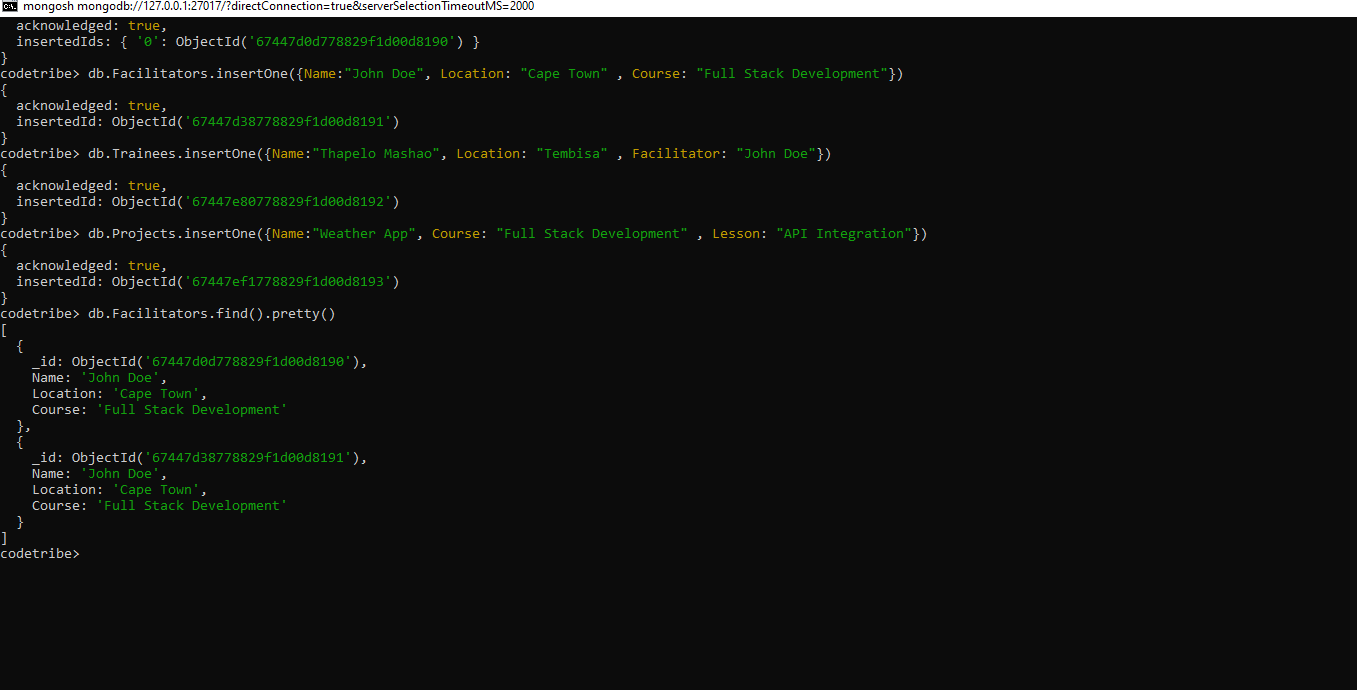 mongosh mongodb://127.0.0.1:27017/?directConnection=true&serverSelectionTimeoutMS=2000
  acknowledged: true,
  insertedIds: { '0': ObjectId('67447d0d778829f1d00d8190') }
}
codetribe> db.Facilitators.insertOne({Name:"John Doe", Location: "Cape Town" , Course: "Full Stack Development"})
{
  acknowledged: true,
  insertedId: ObjectId('67447d38778829f1d00d8191')
}
codetribe> db.Trainees.insertOne({Name:"Thapelo Mashao", Location: "Tembisa" , Facilitator: "John Doe"})
{
  acknowledged: true,
  insertedId: ObjectId('67447e80778829f1d00d8192')
}
codetribe> db.Projects.insertOne({Name:"Weather App", Course: "Full Stack Development" , Lesson: "API Integration"})
{
  acknowledged: true,
  insertedId: ObjectId('67447ef1778829f1d00d8193')
}
codetribe> db.Facilitators.find().pretty()
[
  {
    _id: ObjectId('67447d0d778829f1d00d8190'),
    Name: 'John Doe',
    Location: 'Cape Town',
    Course: 'Full Stack Development'
  },
  {
    _id: ObjectId('67447d38778829f1d00d8191'),
    Name: 'John Doe',
    Location: 'Cape Town',
    Course: 'Full Stack Development'
  }
]
codetribe>